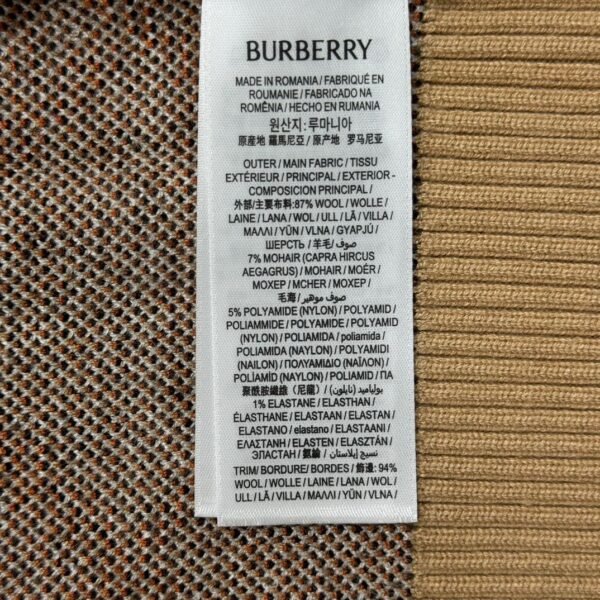 BURBERRY
MADE IN ROMANIA / FABRIQUÉ EN
ROUMANIE / FABRICADO NA
ROMÊNIA / HECHO EN RUMANIA
원산지: 루마니아
原産地 羅馬尼亞 / 原产地 罗马尼亚
OUTER / MAIN FABRIC / TISSU
EXTÉRIEUR / PRINCIPAL / EXTERIOR -
COMPOSICION PRINCIPAL /
外部/主要布料:87% WOOL / WOLLE /
LAINE / LANA / WOL / ULL / LÃ / VILLA /
ΜΑΛΛΙ / YŪN / VLNA / GYAPJÚ /
ШЕРСТЬ / 羊毛 / صوف
7% MOHAIR (CAPRA HIRCUS
AEGAGRUS) / MOHAIR / MOÉR /
МОХЕР / MCHER / MOXEP /
毛海 / صوف موهير
5% POLYAMIDE (NYLON) / POLYAMID /
POLIAMMIDE / POLYAMIDE / POLYAMID
(NYLON) / POLIAMIDA / poliamida /
POLIAMIDA (NAYLON) / POLYAMIDI
(NAILON) / ΠΟΛΥΑΜΙΔΙΟ (ΝΑΪΛΟΝ) /
POLÍAMÍD (NAYLON) / POLIAMID / ПА
聚酰胺纖維 (尼龍) / بولياميد (نايلون)
1% ELASTANE / ELASTHAN /
ÉLASTHANE / ELASTAAN / ELASTAN /
ELASTANO / elastano / ELASTAANI /
ΕΛΑΣΤΑΝΗ / ELASTEN / ELASZTÁN /
ЭЛАСТАН / 氨綸 / نسيج إيلاستان
TRIM/ BORDURE/ BORDES / 飾邊: 94%
WOOL / WOLLE / LAINE / LANA / WOL /
ULL / LÃ / VILLA / ΜΑΛΛΙ / YŪN / VLNA /